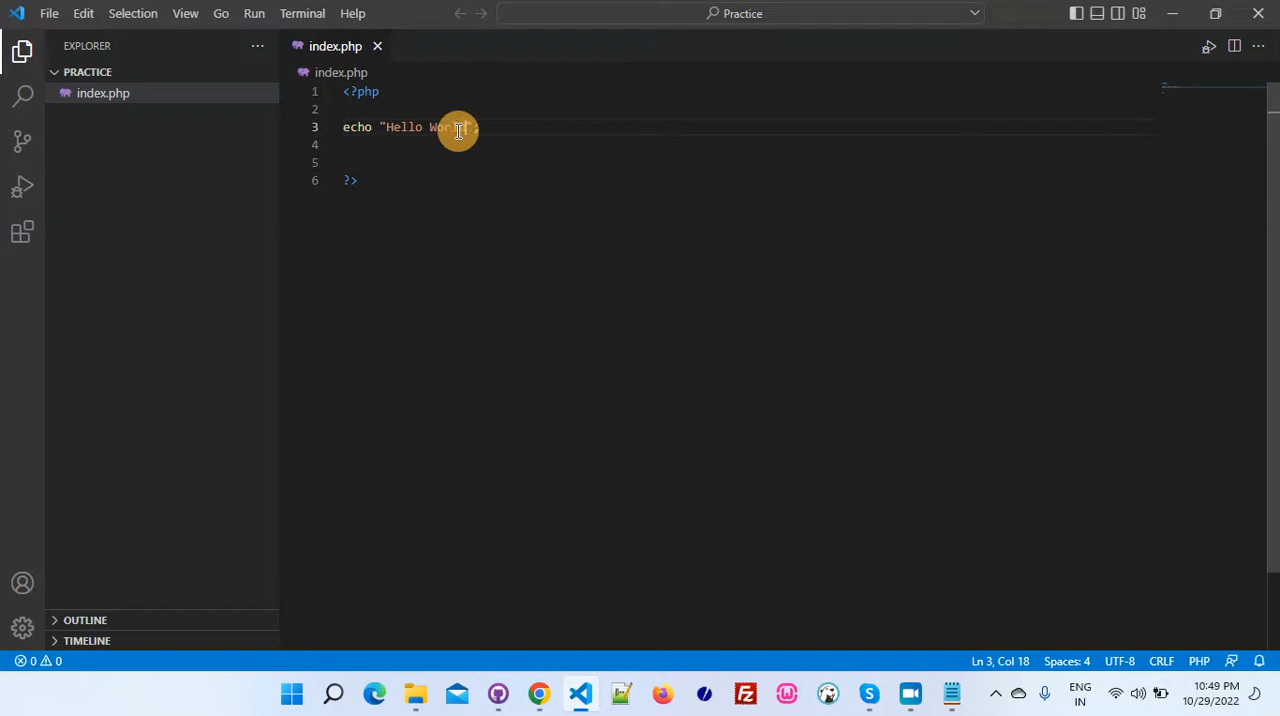 File Edit Selection View Go Run Terminal Help
Practice
EXPLORER
PRACTICE
index.php
OUTLINE
TIMELINE
index.php
index.php
1 <?php
2
3 echo "Hello World";
4
5
6 ?>
0 0
Ln 3, Col 18 Spaces: 4 UTF-8 CRLF PHP
ENG
IN
10:49 PM
10/29/2022